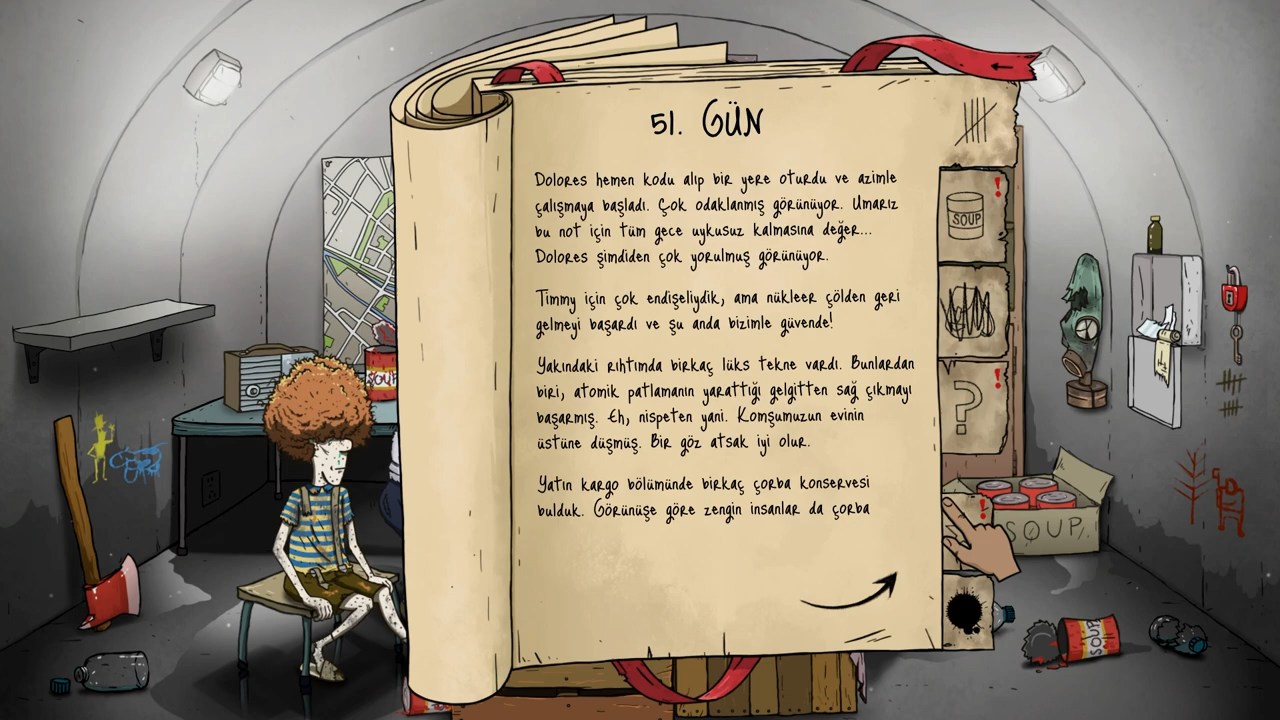 51. GÜN
Dolores hemen kodu alıp bir yere oturdu ve azimle
çalışmaya başladı. Çok odaklanmış görünüyor. Umarız
bu not için tüm gece uykusuz kalmasına değer...
Dolores şimdiden çok yorulmuş görünüyor.
Timmy için çok endişeliydik, ama nükleer çölden geri
gelmeyi başardı ve şu anda bizimle güvende!
Yakındaki rıhtımda birkaç lüks tekne vardı. Bunlardan
biri, atomik patlamanın yarattığı gelgitten sağ çıkmayı
başarmış. Eh, nispeten yani. Komşumuzun evinin
üstüne düşmüş. Bir göz atsak iyi olur.
Yatın kargo bölümünde birkaç çorba konservesi
bulduk. Görünüşe göre zengin insanlar da çorba
SOUP
!
?
!
!
SOUP
SOUP
SOUP